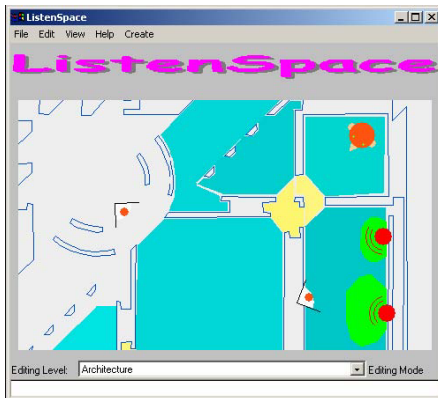 ListenSpace
File Edit View Help Create
ListenSpace
Editing Level: Architecture Editing Mode